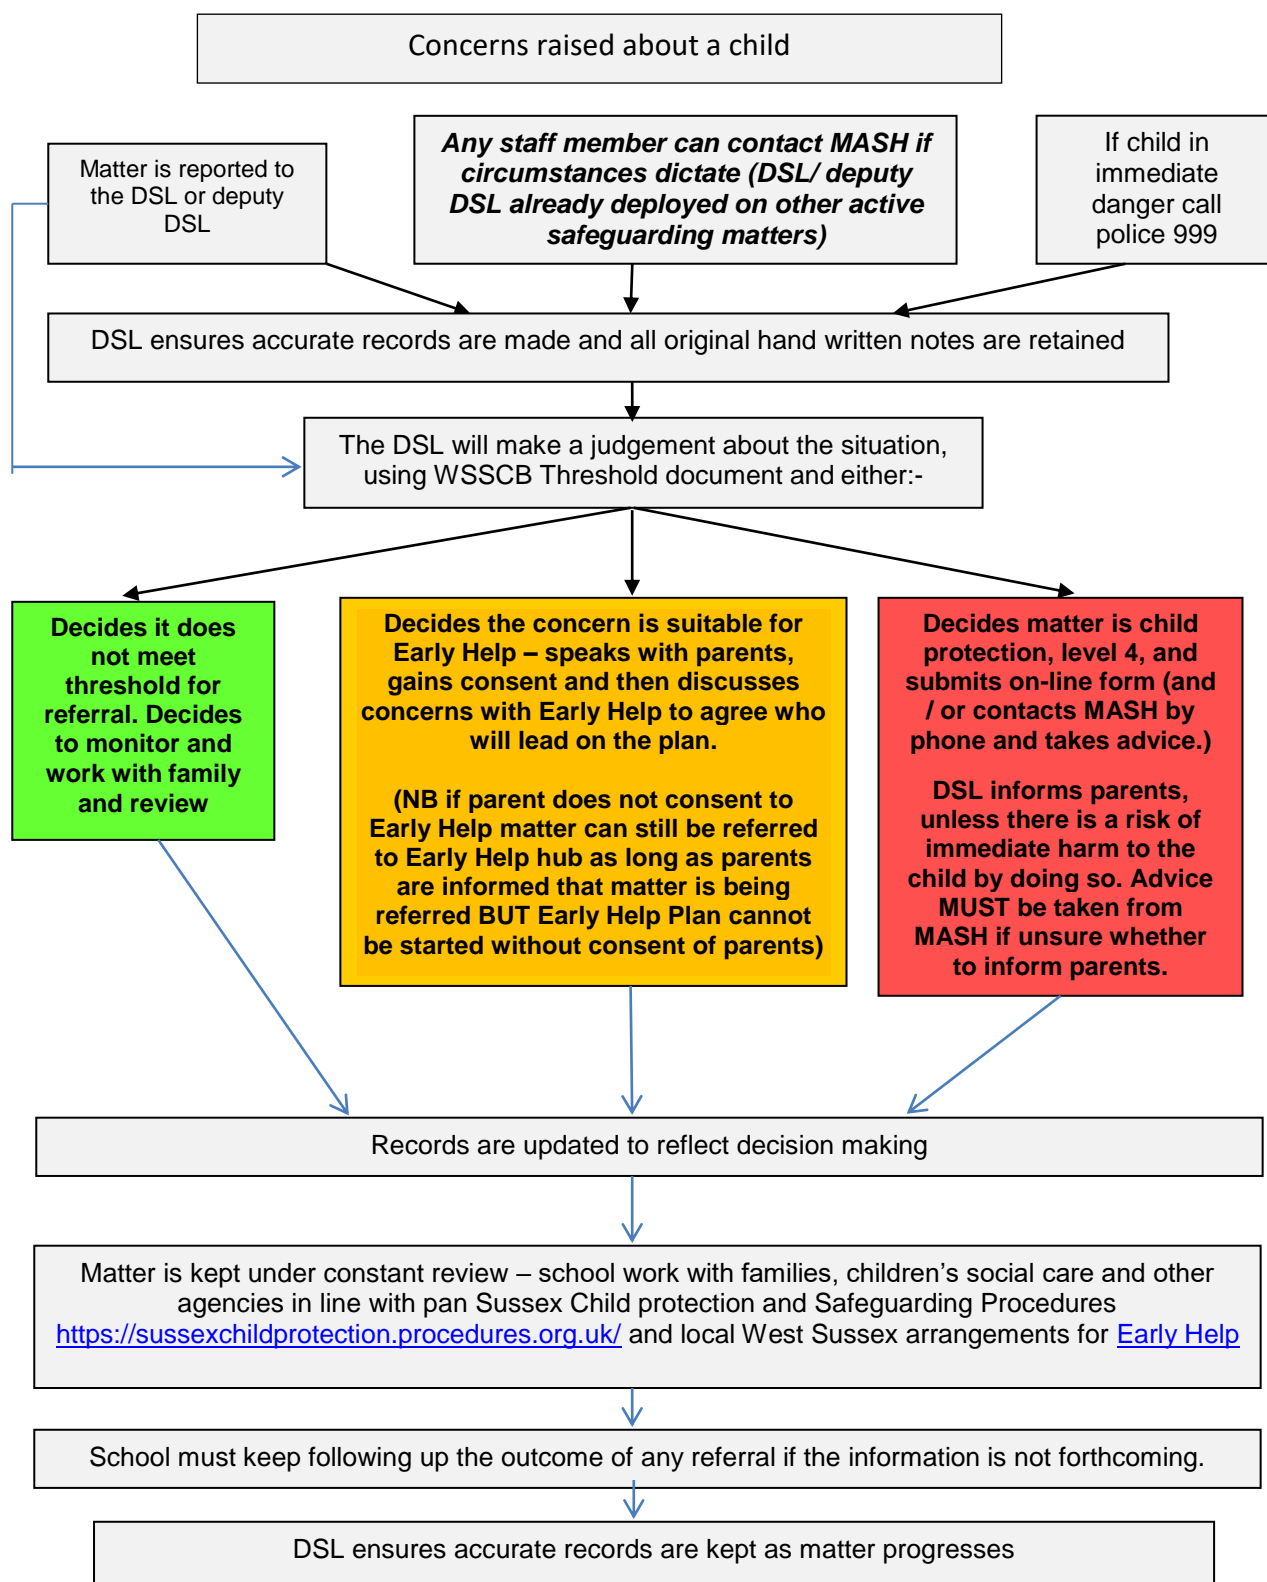 Concerns raised about a child
Matter is reported to
the DSL or deputy
DSL
Any staff member can contact MASH if
circumstances dictate (DSL/ deputy
DSL already deployed on other active
safeguarding matters)
If child in
immediate
danger call
police 999
DSL ensures accurate records are made and all original hand written notes are retained
The DSL will make a judgement about the situation,
using WSSCB Threshold document and either:-
Decides it does
not meet
threshold for
referral. Decides
to monitor and
work with family
and review
Decides the concern is suitable for
Early Help – speaks with parents,
gains consent and then discusses
concerns with Early Help to agree who
will lead on the plan.
(NB if parent does not consent to
Early Help matter can still be referred
to Early Help hub as long as parents
are informed that matter is being
referred BUT Early Help Plan cannot
be started without consent of parents)
Decides matter is child
protection, level 4, and
submits on-line form (and
/ or contacts MASH by
phone and takes advice.)
DSL informs parents,
unless there is a risk of
immediate harm to the
child by doing so. Advice
MUST be taken from
MASH if unsure whether
to inform parents.
Records are updated to reflect decision making
Matter is kept under constant review – school work with families, children’s social care and other
agencies in line with pan Sussex Child protection and Safeguarding Procedures
https://sussexchildprotection.procedures.org.uk/ and local West Sussex arrangements for Early Help
School must keep following up the outcome of any referral if the information is not forthcoming.
DSL ensures accurate records are kept as matter progresses